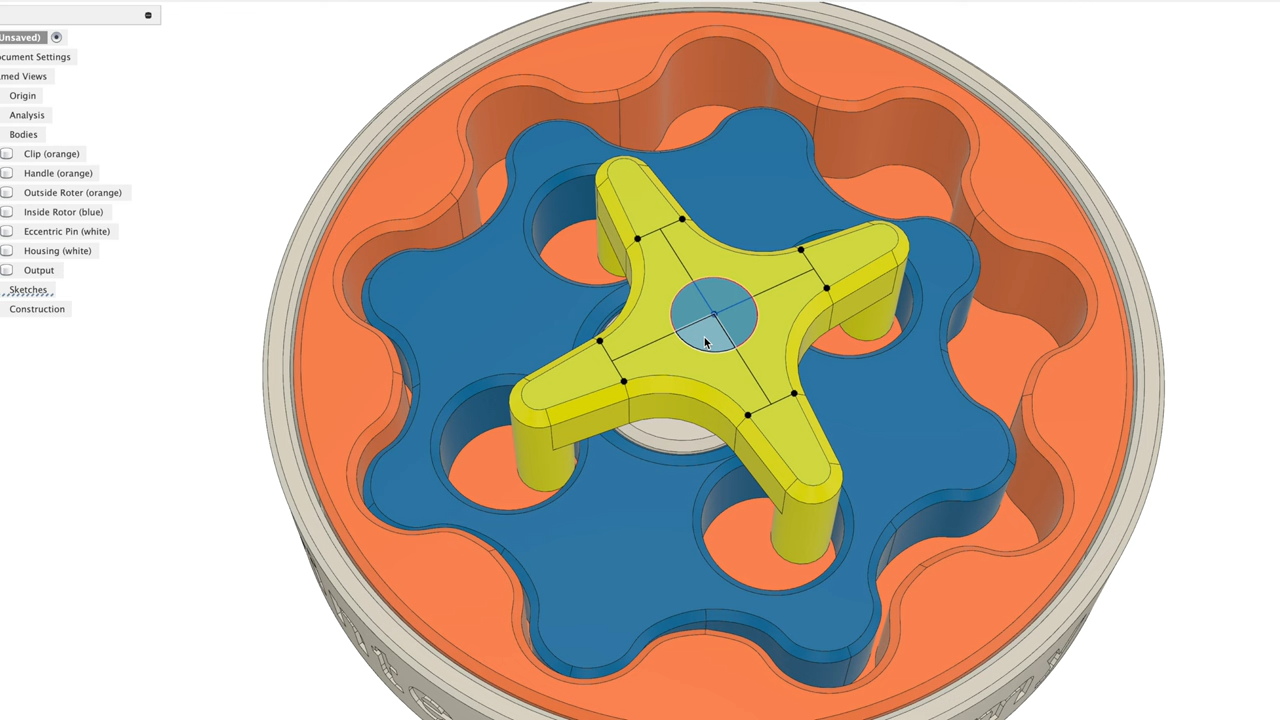 Unsaved)
ocument Settings
med Views
Origin
Analysis
Bodies
Clip (orange)
Handle (orange)
Outside Roter (orange)
Inside Rotor (blue)
Eccentric Pin (white)
Housing (white)
Output
Sketches
Construction